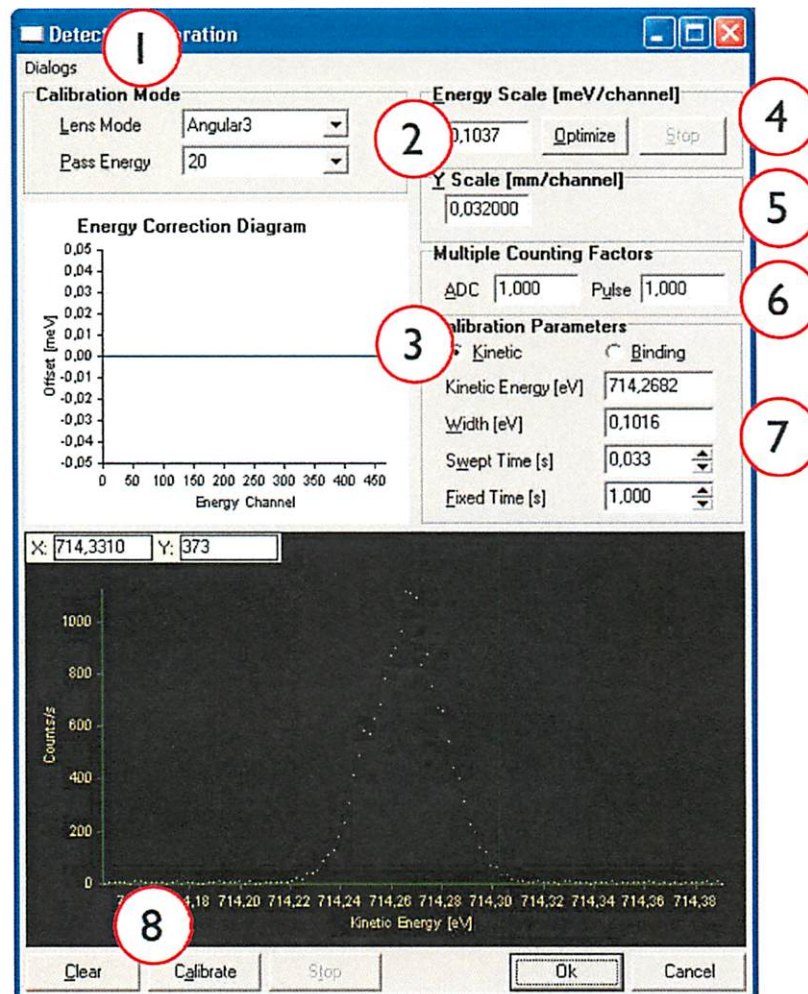 Detect ration
1
Dialogs
Calibration Mode
Lens Mode Angular3
Pass Energy 20
2
Energy Scale [meV/channel]
0,1037 Optimize Stop
4
Y Scale [mm/channel]
0,032000
5
Multiple Counting Factors
ADC 1,000 Pulse 1,000
6
Energy Correction Diagram
0,05
0,04
0,03
0,02
0,01
0,00
-0,01
-0,02
-0,03
-0,04
-0,05
Offset [meV]
0 50 100 150 200 250 300 350 400 450
Energy Channel
3
alibration Parameters
Kinetic Binding
Kinetic Energy [eV] 714,2682
Width [eV] 0,1016
Swept Time [s] 0,033
Fixed Time [s] 1,000
7
X: 714,3310 Y: 373
1000
800
600
400
200
0
Counts/s
714,20 714,22 714,24 714,26 714,28 714,30 714,32 714,34 714,36 714,38
Kinetic Energy [eV]
8
Clear Calibrate Stop Ok Cancel